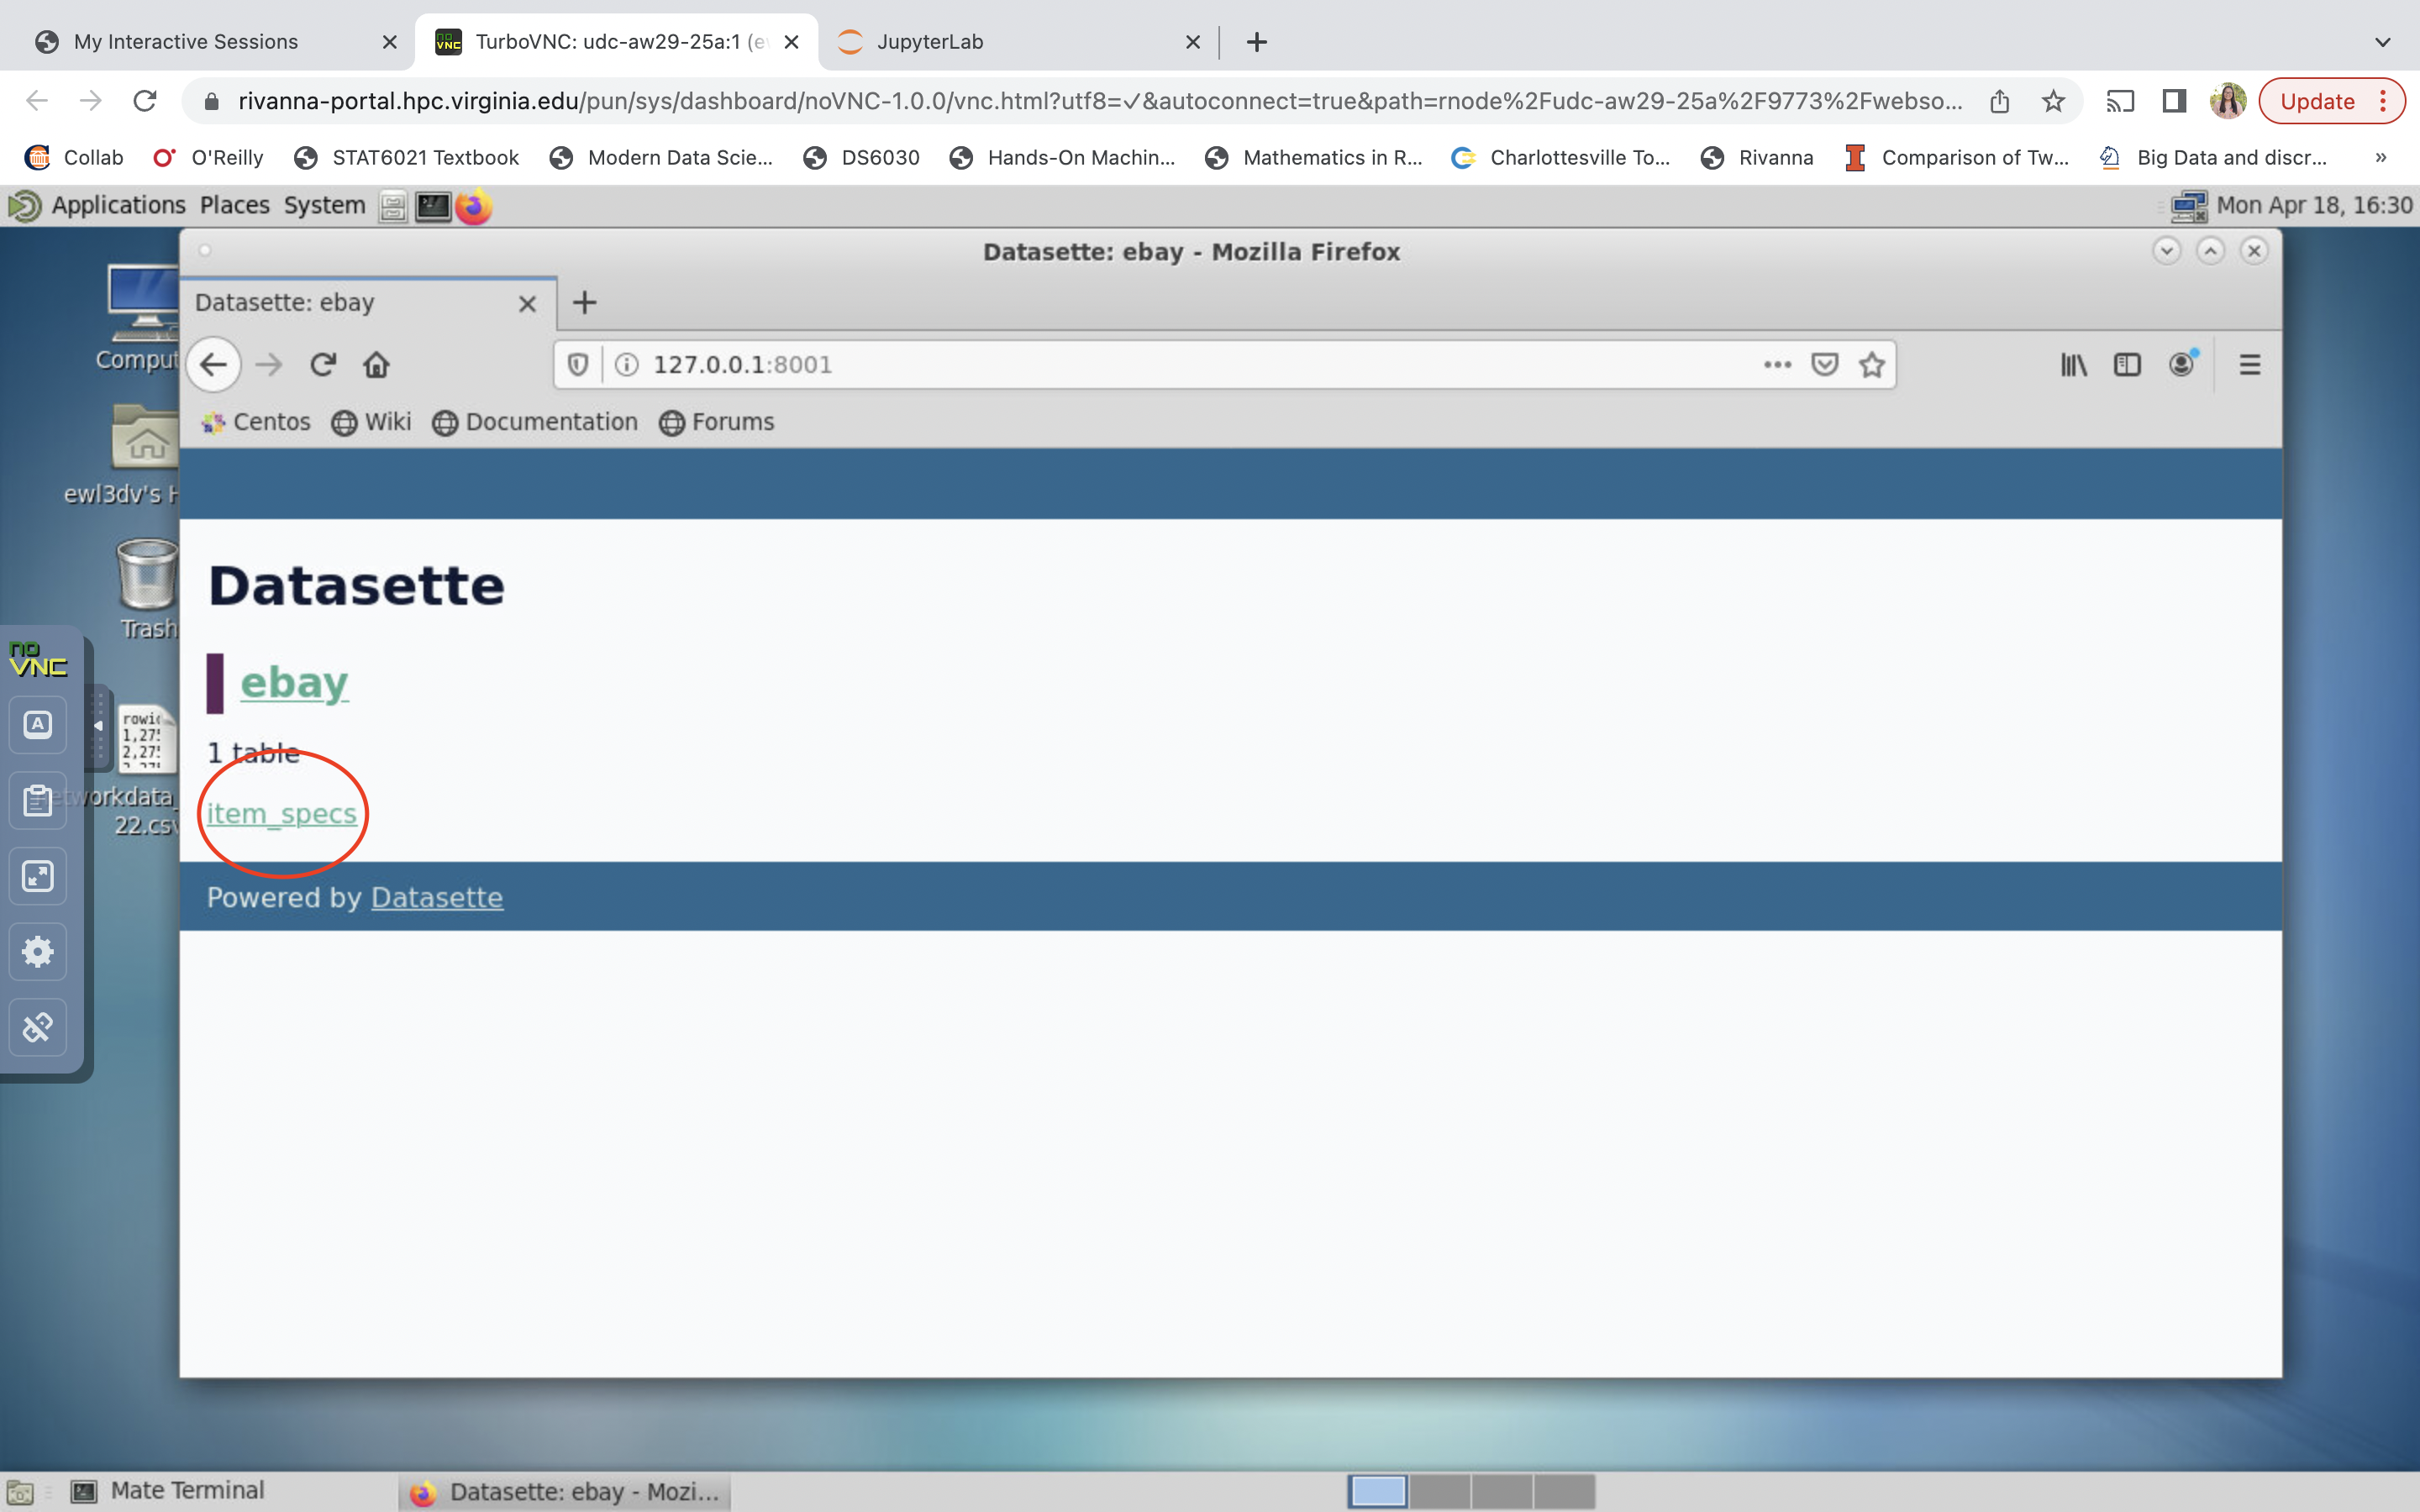 My Interactive Sessions
TurboVNC: udc-aw29-25a:1 (e
JupyterLab
rivanna-portal.hpc.virginia.edu/pun/sys/dashboard/noVNC-1.0.0/vnc.html?utf8=✓&autoconnect=true&path=rnode%2Fudc-aw29-25a%2F9773%2Fwebso...
Update
Collab
O'Reilly
STAT6021 Textbook
Modern Data Scie...
DS6030
Hands-On Machin...
Mathematics in R...
Charlottesville To...
Rivanna
Comparison of Tw...
Big Data and discr...
»
Applications Places System
Mon Apr 18, 16:30
Datasette: ebay - Mozilla Firefox
Datasette: ebay
127.0.0.1:8001
Centos
Wiki
Documentation
Forums
Comput
ewl3dv's H
Trash
rowi
1,27
2,27
workdata_
22.csv
no
VNC
A
Datasette
ebay
1 table
item_specs
Powered by Datasette
Mate Terminal
Datasette: ebay - Mozi...